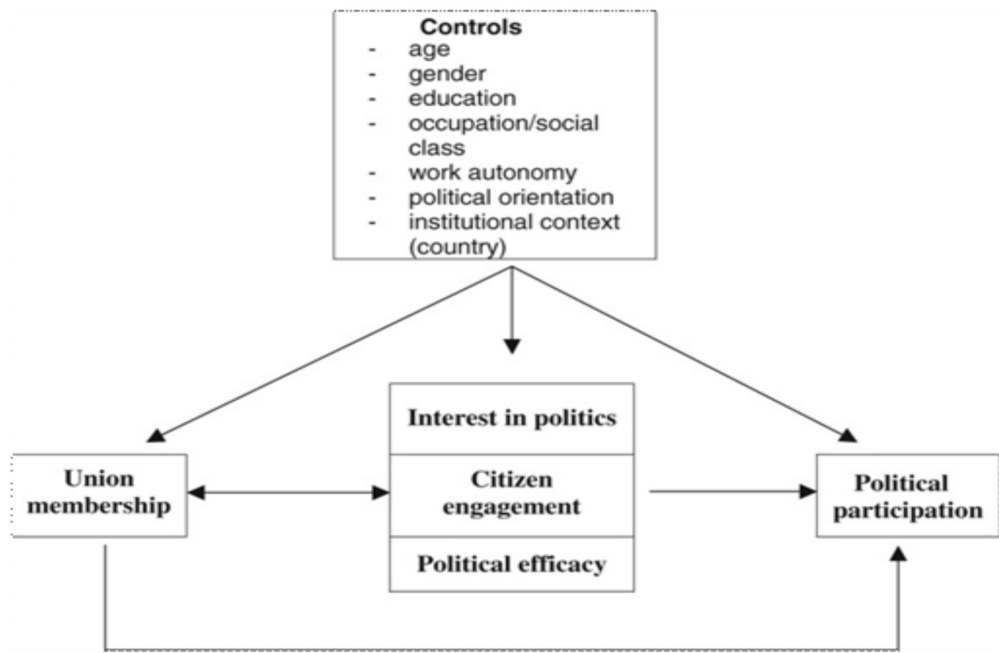 Controls
- age
- gender
- education
- occupation/social
class
- work autonomy
- political orientation
- institutional context
(country)
Interest in politics
Union
membership
Citizen
engagement
Political
participation
Political efficacy